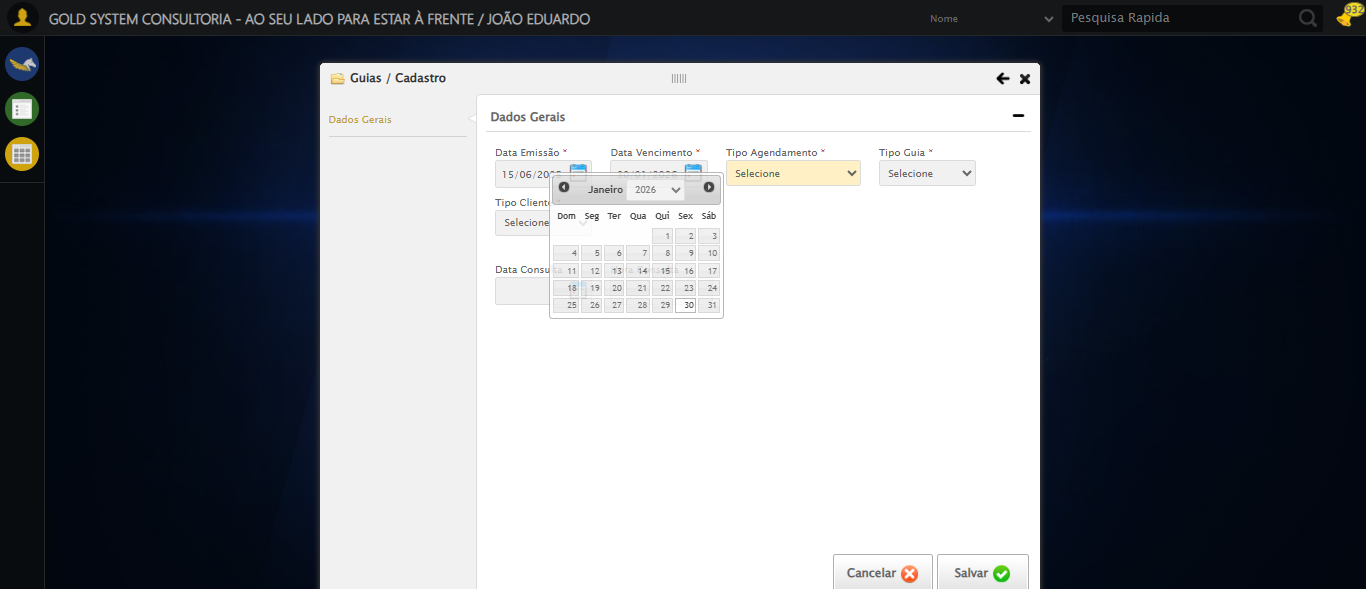 GOLD SYSTEM CONSULTORIA - AO SEU LADO PARA ESTAR À FRENTE / JOÃO EDUARDO
Nome
Pesquisa Rapida
932
Guias / Cadastro
Dados Gerais
Dados Gerais
Data Emissão * Data Vencimento * Tipo Agendamento * Tipo Guia *
15/06/20
Selecione
Selecione
Janeiro 2026
Tipo Cliente
Selecione
Dom Seg Ter Qua Qui Sex Sáb
1 2 3
4 5 6 7 8 9 10
11 12 13 14 15 16 17
18 19 20 21 22 23 24
25 26 27 28 29 30 31
Data Consulta
Cancelar
Salvar